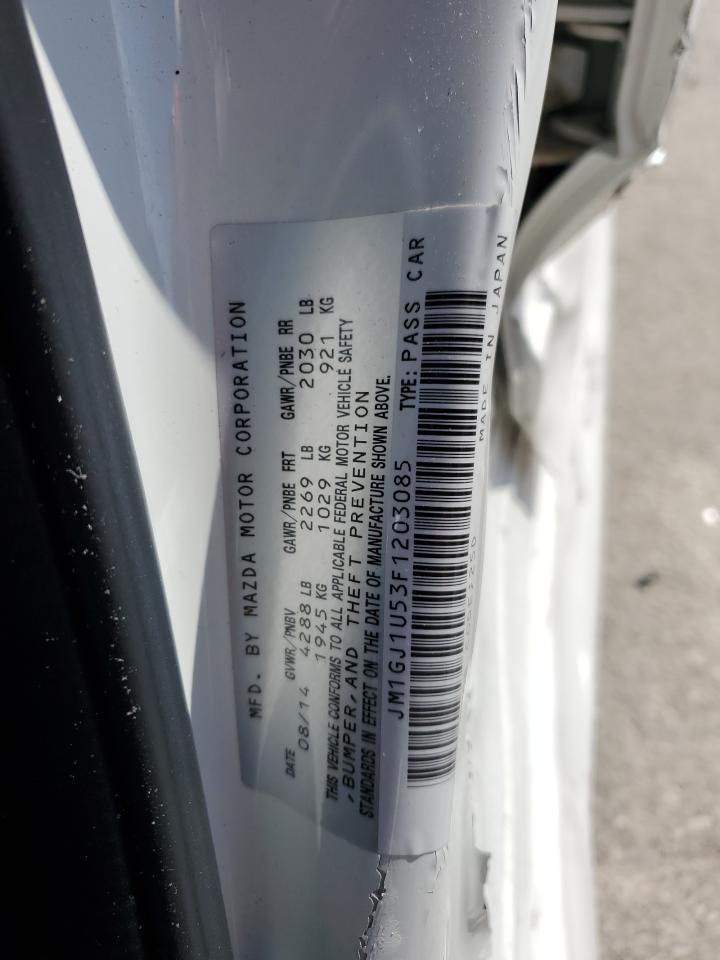 MFD. BY MAZDA MOTOR CORPORATION
DATE GVWR/PNBV GAWR/PNBE FRT GAWR/PNBE RR
08/14 4288 LB 2269 LB 2030 LB
1945 KG 1029 KG 921 KG
THIS VEHICLE CONFORMS TO ALL APPLICABLE FEDERAL MOTOR VEHICLE SAFETY
,BUMPER,AND THEFT PREVENTION
STANDARDS IN EFFECT ON THE DATE OF MANUFACTURE SHOWN ABOVE.
JM1GJ1U53F1203085 TYPE: PASS CAR
MADE IN JAPAN